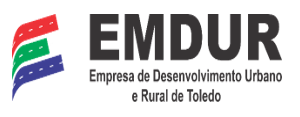 EMDUR
Empresa de Desenvolvimento Urbano
e Rural de Toledo